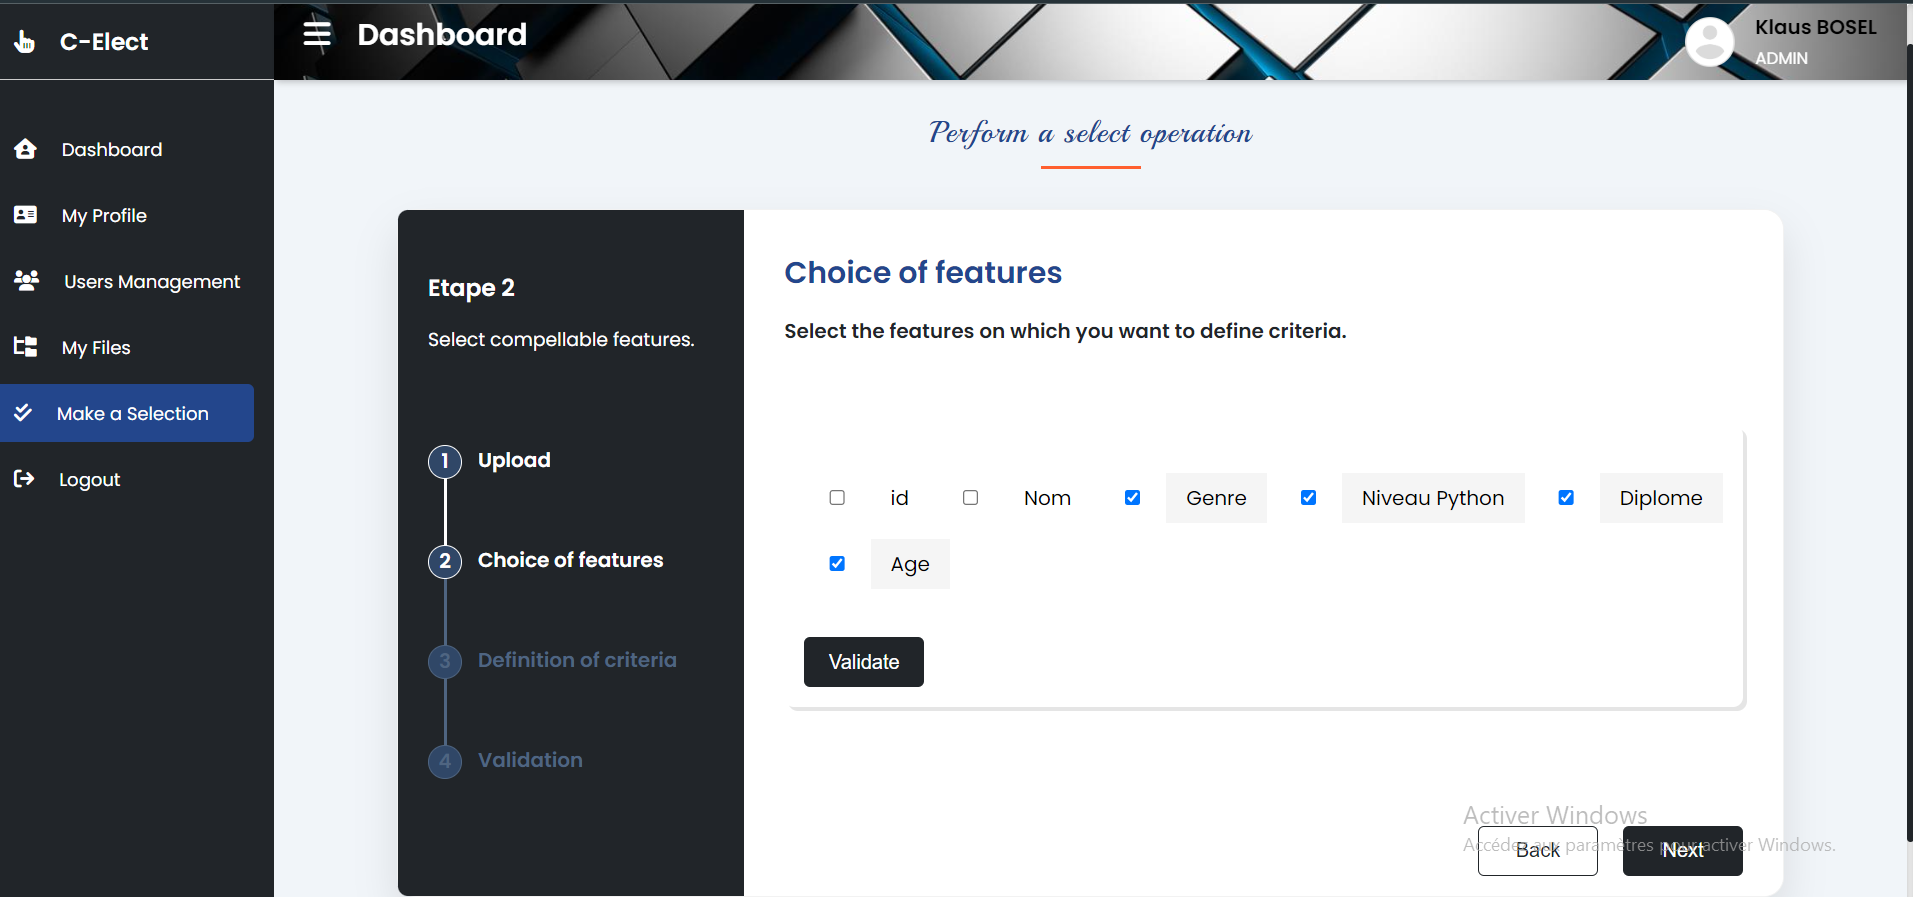 C-Elect
Dashboard
Klaus BOSEL
ADMIN
Dashboard
My Profile
Users Management
My Files
Make a Selection
Logout
Perform a select operation
Etape 2
Select compellable features.
1 Upload
2 Choice of features
3 Definition of criteria
4 Validation
Choice of features
Select the features on which you want to define criteria.
id Nom Genre Niveau Python Diplome
Age
Validate
Activer Windows
Accéder aux paramètres pour activer Windows.
Back Next